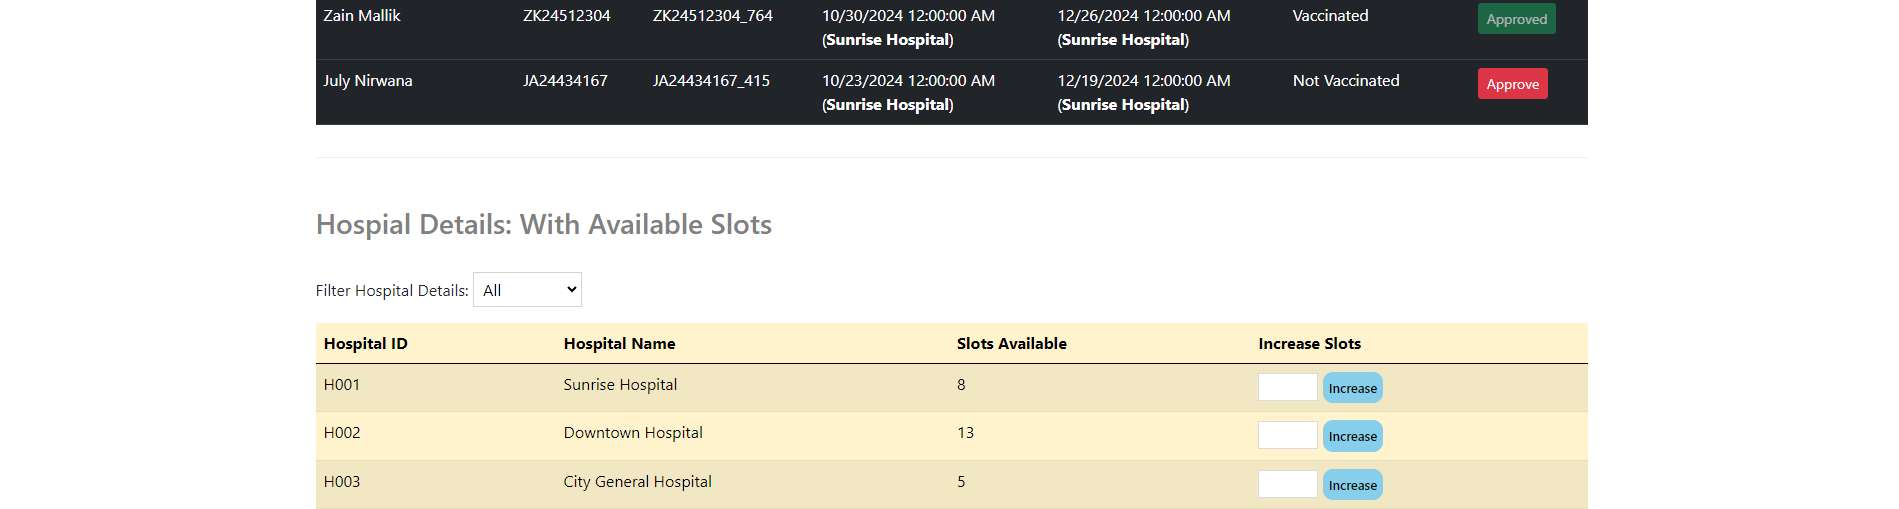 Zain Mallik ZK24512304 ZK24512304_764 10/30/2024 12:00:00 AM 12/26/2024 12:00:00 AM Vaccinated Approved
(Sunrise Hospital) (Sunrise Hospital)
July Nirwana JA24434167 JA24434167_415 10/23/2024 12:00:00 AM 12/19/2024 12:00:00 AM Not Vaccinated Approve
(Sunrise Hospital) (Sunrise Hospital)
Hospial Details: With Available Slots
Filter Hospital Details: All
Hospital ID Hospital Name Slots Available Increase Slots
H001 Sunrise Hospital 8 Increase
H002 Downtown Hospital 13 Increase
H003 City General Hospital 5 Increase